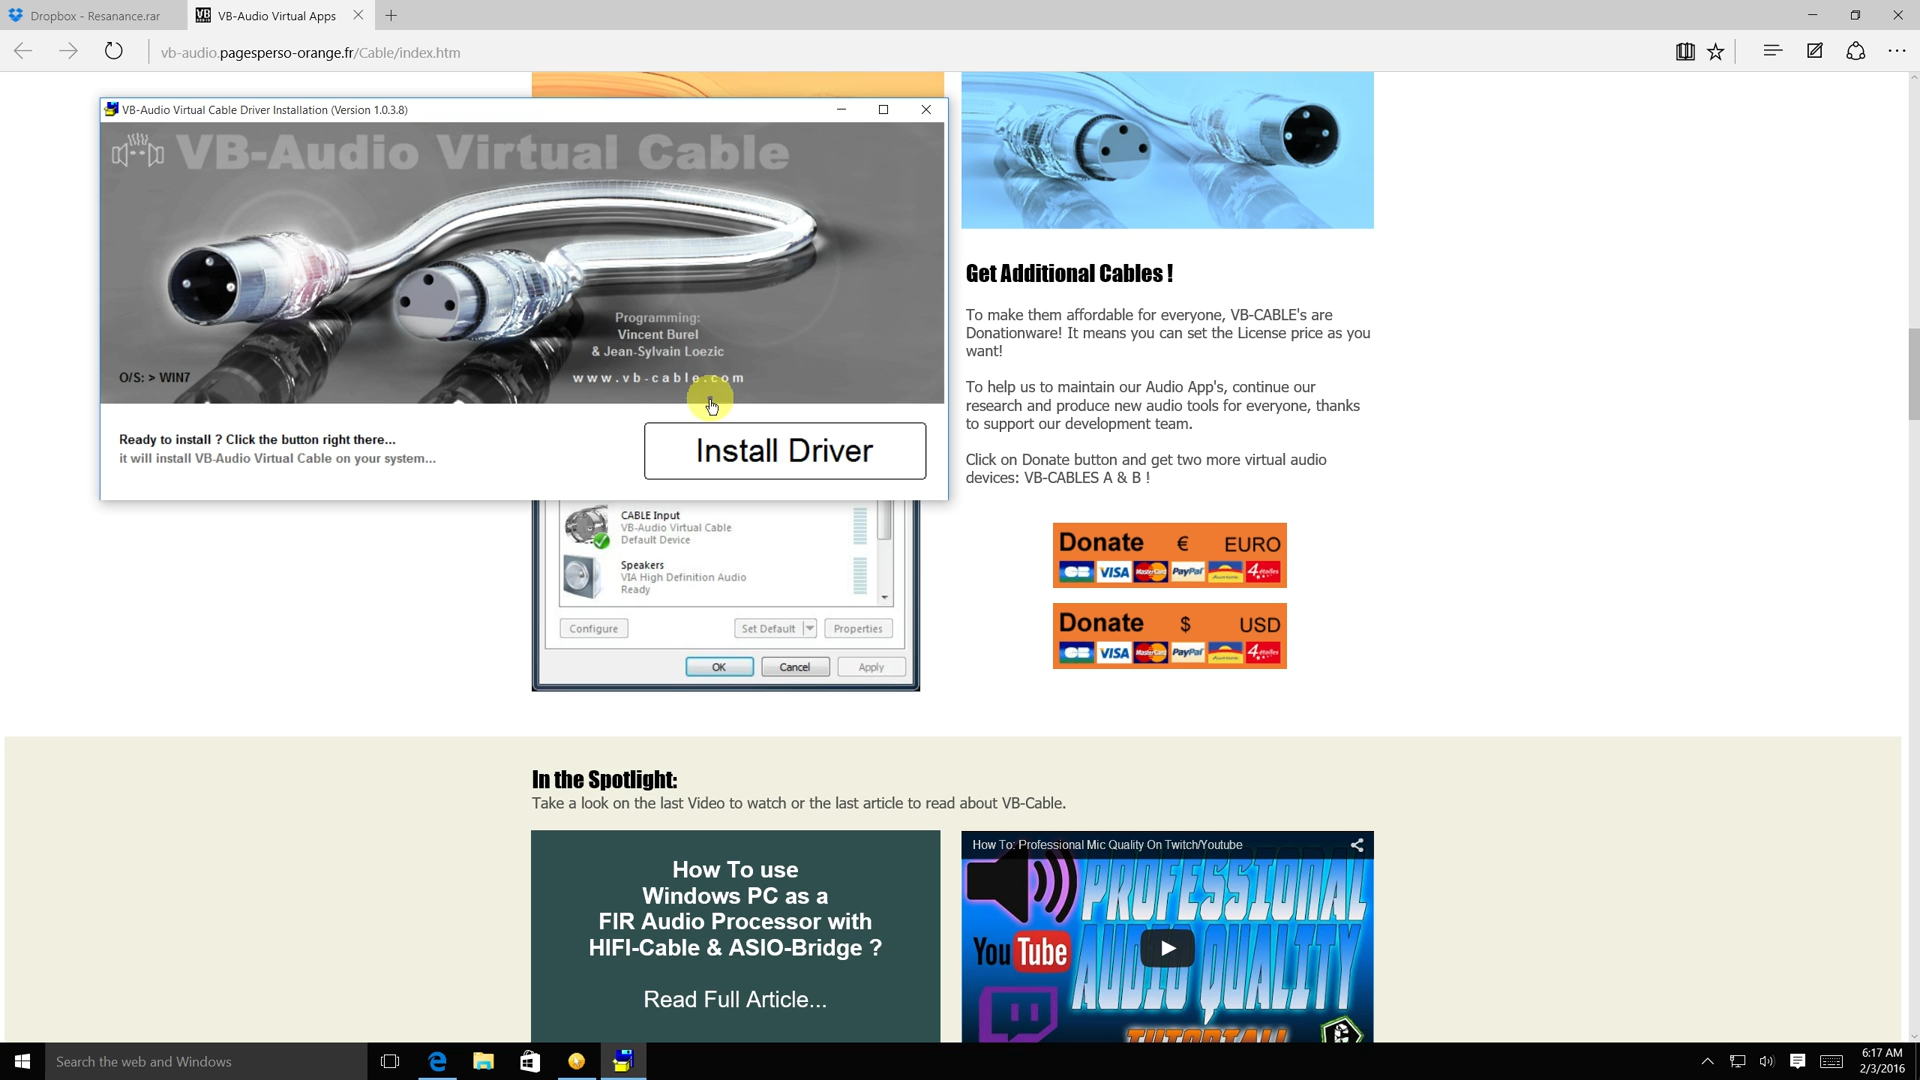 Dropbox - Resanance.rar
VB-Audio Virtual Apps
vb-audio.pagesperso-orange.fr/Cable/index.htm
VB-Audio Virtual Cable Driver Installation (Version 1.0.3.8)
VB-Audio Virtual Cable
Programming:
Vincent Burel
& Jean-Sylvain Loezic
www.vb-cable.com
O/S: > WIN7
Ready to install ? Click the button right there...
it will install VB-Audio Virtual Cable on your system...
Install Driver
CABLE Input
VB-Audio Virtual Cable
Default Device
Speakers
VIA High Definition Audio
Ready
Configure
Set Default
Properties
OK
Cancel
Apply
Get Additional Cables !
To make them affordable for everyone, VB-CABLE's are
Donationware! It means you can set the License price as you
want!
To help us to maintain our Audio App's, continue our
research and produce new audio tools for everyone, thanks
to support our development team.
Click on Donate button and get two more virtual audio
devices: VB-CABLES A & B !
Donate € EURO
CB VISA MasterCard PayPal 4 étoiles
Donate $ USD
CB VISA MasterCard PayPal 4 étoiles
In the Spotlight:
Take a look on the last Video to watch or the last article to read about VB-Cable.
How To use
Windows PC as a
FIR Audio Processor with
HIFI-Cable & ASIO-Bridge ?
Read Full Article...
How To: Professional Mic Quality On Twitch/Youtube
PROFESSIONAL
AUDIO QUALITY
TUTORIAL!
YouTube
Search the web and Windows
6:17 AM
2/3/2016